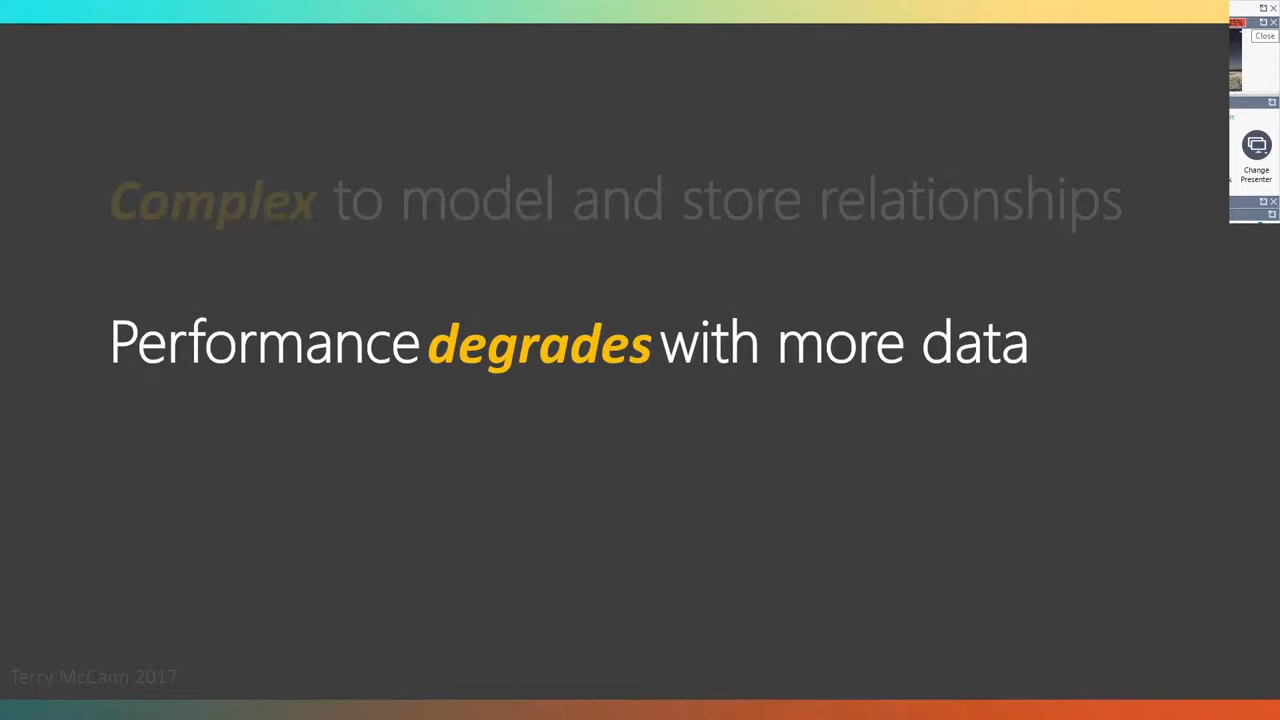 Close
Change
Presenter
Complex to model and store relationships
Performance degrades with more data
Terry McCann 2017